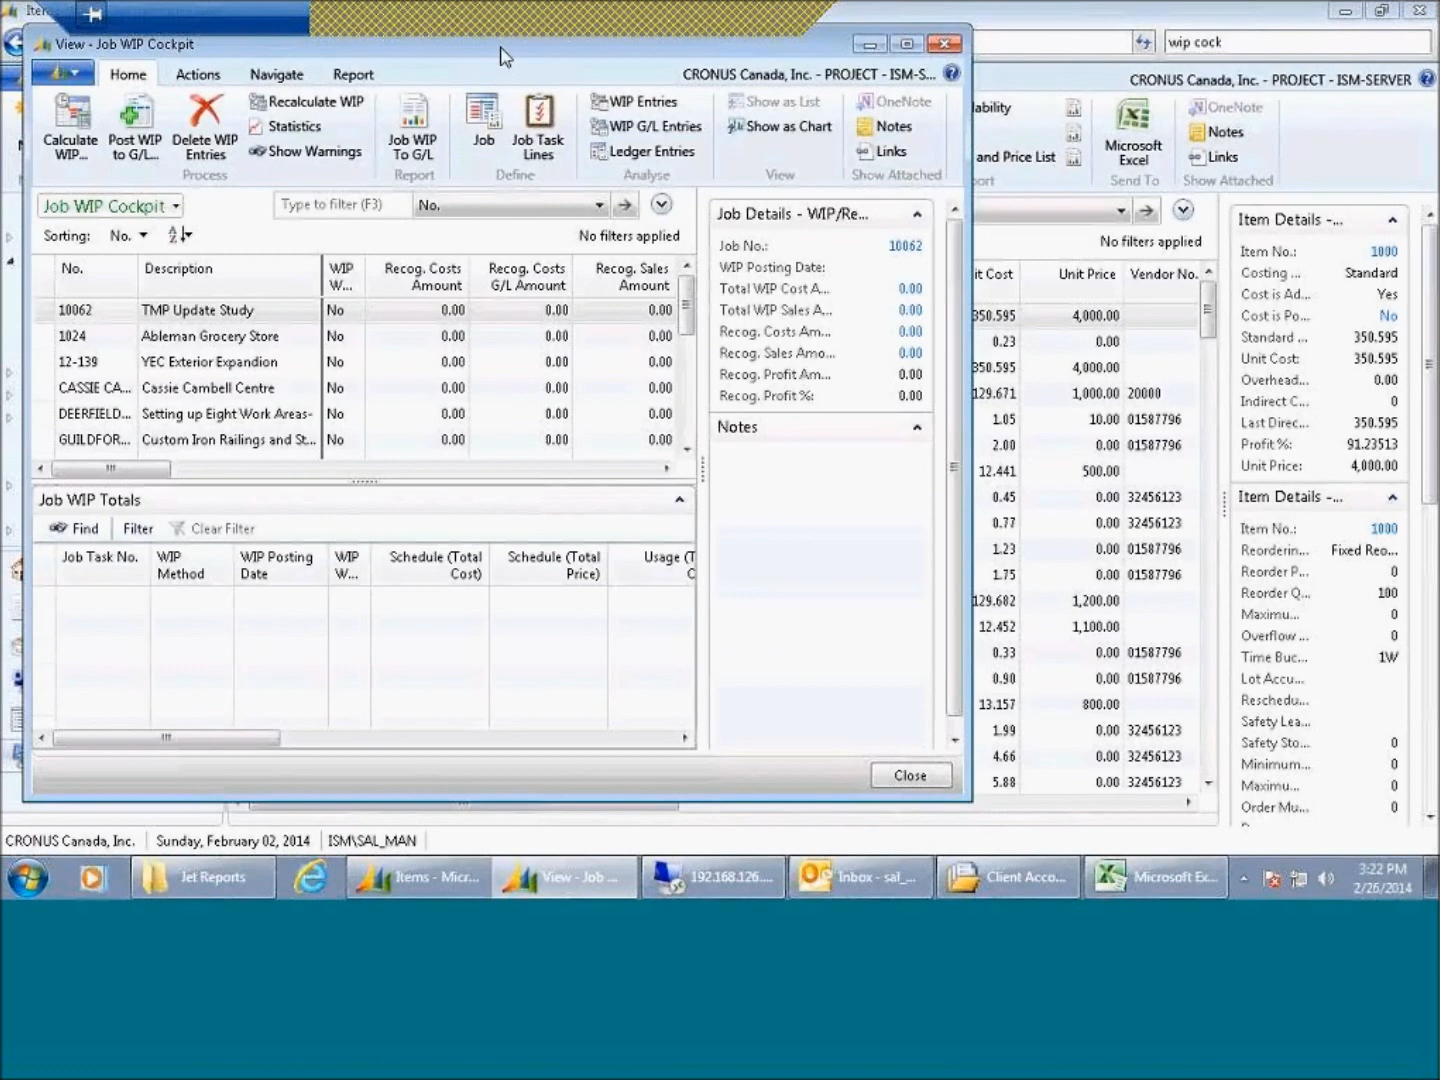 Item
View - Job WIP Cockpit
wip cock
Home Actions Navigate Report
CRONUS Canada, Inc. - PROJECT - ISM-S...
CRONUS Canada, Inc. - PROJECT - ISM-SERVER
Calculate WIP...
Post WIP to G/L...
Delete WIP Entries
Recalculate WIP
Statistics
Show Warnings
Process
Job WIP To G/L
Report
Job
Job Task Lines
Define
WIP Entries
WIP G/L Entries
Ledger Entries
Analyse
Show as List
Show as Chart
View
OneNote
Notes
Links
Show Attached
ability
and Price List
ort
Microsoft Excel
Send To
OneNote
Notes
Links
Show Attached
Job WIP Cockpit
Type to filter (F3)
No.
Sorting: No.
No filters applied
No. Description WIP W... Recog. Costs Amount Recog. Costs G/L Amount Recog. Sales Amount
10062 TMP Update Study No 0.00 0.00 0.00
1024 Ableman Grocery Store No 0.00 0.00 0.00
12-139 YEC Exterior Expandion No 0.00 0.00 0.00
CASSIE CA... Cassie Cambell Centre No 0.00 0.00 0.00
DEERFIELD... Setting up Eight Work Areas- No 0.00 0.00 0.00
GUILDFOR... Custom Iron Railings and St... No 0.00 0.00 0.00
Job WIP Totals
Find Filter Clear Filter
Job Task No. WIP Method WIP Posting Date WIP W... Schedule (Total Cost) Schedule (Total Price) Usage (T C
Job Details - WIP/Re...
Job No.: 10062
WIP Posting Date:
Total WIP Cost A... 0.00
Total WIP Sales A... 0.00
Recog. Costs Am... 0.00
Recog. Sales Amo... 0.00
Recog. Profit Am... 0.00
Recog. Profit %: 0.00
Notes
Close
No filters applied
it Cost Unit Price Vendor No.
350.595 4,000.00
0.23 0.00
350.595 4,000.00
129.671 1,000.00 20000
1.05 10.00 01587796
2.00 0.00 01587796
12.441 500.00
0.45 0.00 32456123
0.77 0.00 32456123
1.23 0.00 01587796
1.75 0.00 01587796
129.682 1,200.00
12.452 1,100.00
0.33 0.00 01587796
0.90 0.00 01587796
13.157 800.00
1.99 0.00 32456123
4.66 0.00 32456123
5.88 0.00 32456123
Item Details -...
Item No.: 1000
Costing ... Standard
Cost is Ad... Yes
Cost is Po... No
Standard ... 350.595
Unit Cost: 350.595
Overhead... 0.00
Indirect C... 0
Last Direc... 350.595
Profit %: 91.23513
Unit Price: 4,000.00
Item Details -...
Item No.: 1000
Reorderin... Fixed Reo...
Reorder P... 0
Reorder Q... 100
Maximu... 0
Overflow ... 0
Time Buc... 1W
Lot Accu...
Reschedu...
Safety Lea...
Safety Sto... 0
Minimum... 0
Maximu... 0
Order Mu... 0
CRONUS Canada, Inc. Sunday, February 02, 2014 ISM\SAL_MAN
Jet Reports
Items - Micr...
View - Job ...
192.168.126....
Inbox - sal_...
Client Acco...
Microsoft Ex...
3:22 PM
2/26/2014